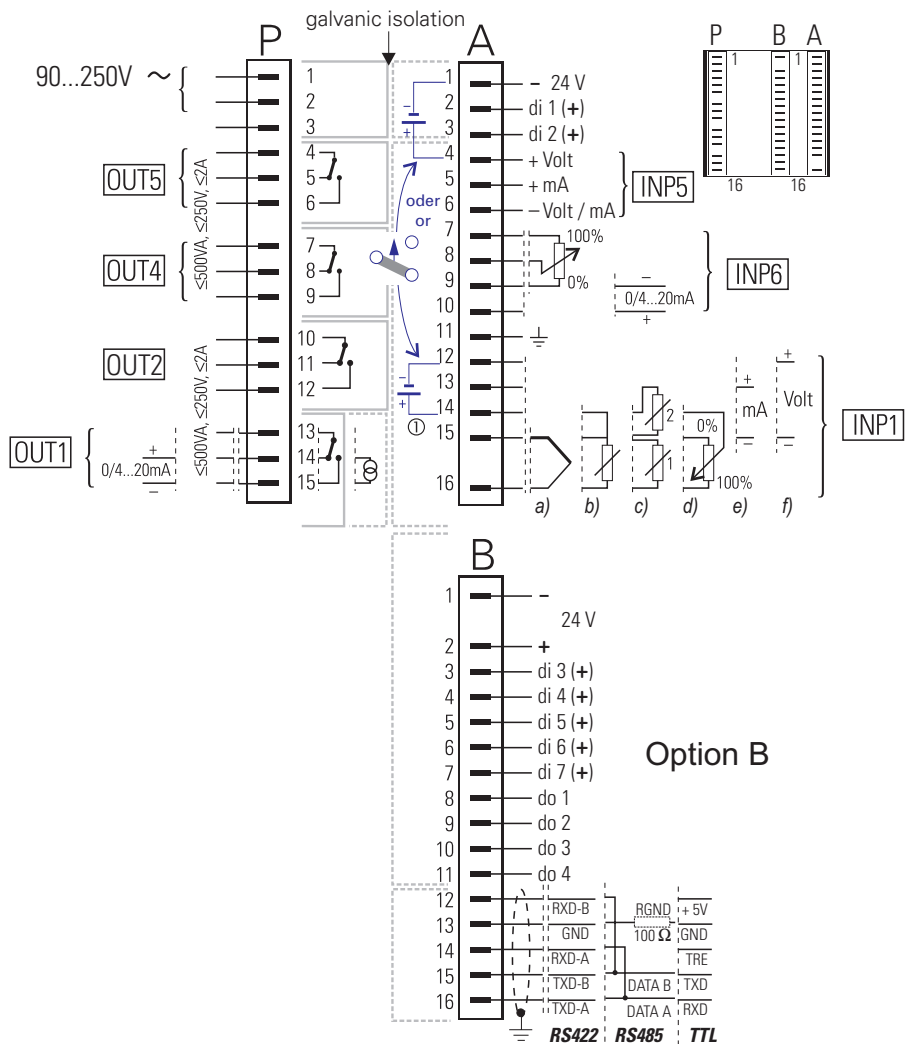 galvanic isolation
P
A
P B A
1 1
16 16
90...250V ~
1
2
3
4
5
6
7
8
9
10
11
12
13
14
15
OUT5
OUT4
OUT2
OUT1
≤500VA, ≤250V, ≤2A
≤500VA, ≤250V, ≤2A
+
0/4...20mA
–
–
+
oder
or
–
+
①
1
2
3
4
5
6
7
8
9
10
11
12
13
14
15
16
– 24 V
di 1 (+)
di 2 (+)
+ Volt
+ mA
– Volt / mA
INP5
100%
0%
–
0/4...20mA
+
INP6
2
1
0%
100%
+
mA
–
+
Volt
–
INP1
a) b) c) d) e) f)
B
1
2
3
4
5
6
7
8
9
10
11
12
13
14
15
16
–
24 V
+
di 3 (+)
di 4 (+)
di 5 (+)
di 6 (+)
di 7 (+)
do 1
do 2
do 3
do 4
Option B
RXD-B RGND + 5V
GND 100 Ω GND
RXD-A TRE
TXD-B DATA B TXD
TXD-A DATA A RXD
RS422 RS485 TTL